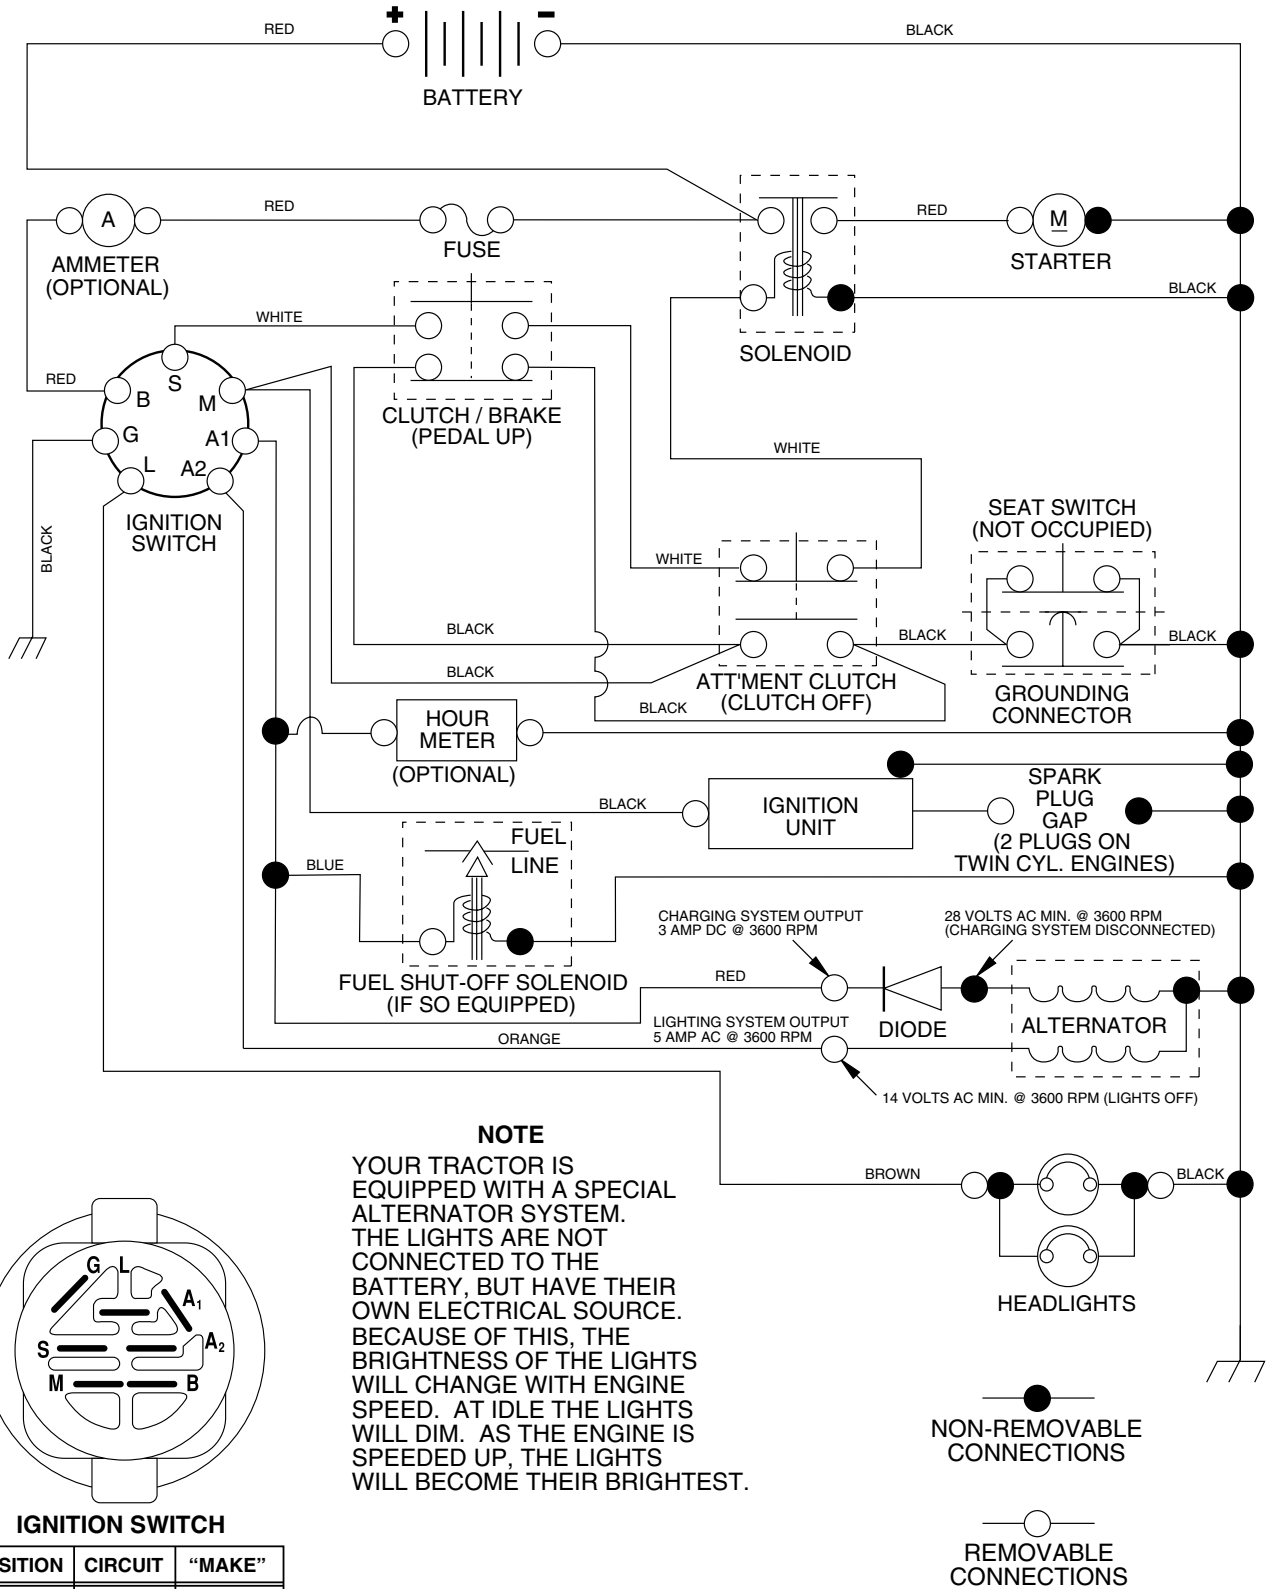 + -
RED
BLACK
BATTERY
A
RED
FUSE
RED
M
STARTER
AMMETER
(OPTIONAL)
BLACK
WHITE
SOLENOID
RED
S
B
M
CLUTCH / BRAKE
(PEDAL UP)
G
A1
L
A2
WHITE
IGNITION
SWITCH
BLACK
SEAT SWITCH
(NOT OCCUPIED)
WHITE
BLACK
BLACK
BLACK
BLACK
ATT'MENT CLUTCH
(CLUTCH OFF)
GROUNDING
CONNECTOR
BLACK
HOUR
METER
(OPTIONAL)
BLACK
IGNITION
UNIT
SPARK
PLUG
GAP
(2 PLUGS ON
TWIN CYL. ENGINES)
FUEL
LINE
BLUE
CHARGING SYSTEM OUTPUT
3 AMP DC @ 3600 RPM
28 VOLTS AC MIN. @ 3600 RPM
(CHARGING SYSTEM DISCONNECTED)
FUEL SHUT-OFF SOLENOID
(IF SO EQUIPPED)
RED
DIODE
ALTERNATOR
LIGHTING SYSTEM OUTPUT
5 AMP AC @ 3600 RPM
ORANGE
14 VOLTS AC MIN. @ 3600 RPM (LIGHTS OFF)
NOTE
YOUR TRACTOR IS
EQUIPPED WITH A SPECIAL
ALTERNATOR SYSTEM.
THE LIGHTS ARE NOT
CONNECTED TO THE
BATTERY, BUT HAVE THEIR
OWN ELECTRICAL SOURCE.
BECAUSE OF THIS, THE
BRIGHTNESS OF THE LIGHTS
WILL CHANGE WITH ENGINE
SPEED. AT IDLE THE LIGHTS
WILL DIM. AS THE ENGINE IS
SPEEDED UP, THE LIGHTS
WILL BECOME THEIR BRIGHTEST.
BROWN
BLACK
HEADLIGHTS
G L
A1
A2
S
M
B
IGNITION SWITCH
SITION CIRCUIT “MAKE”
NON-REMOVABLE
CONNECTIONS
REMOVABLE
CONNECTIONS